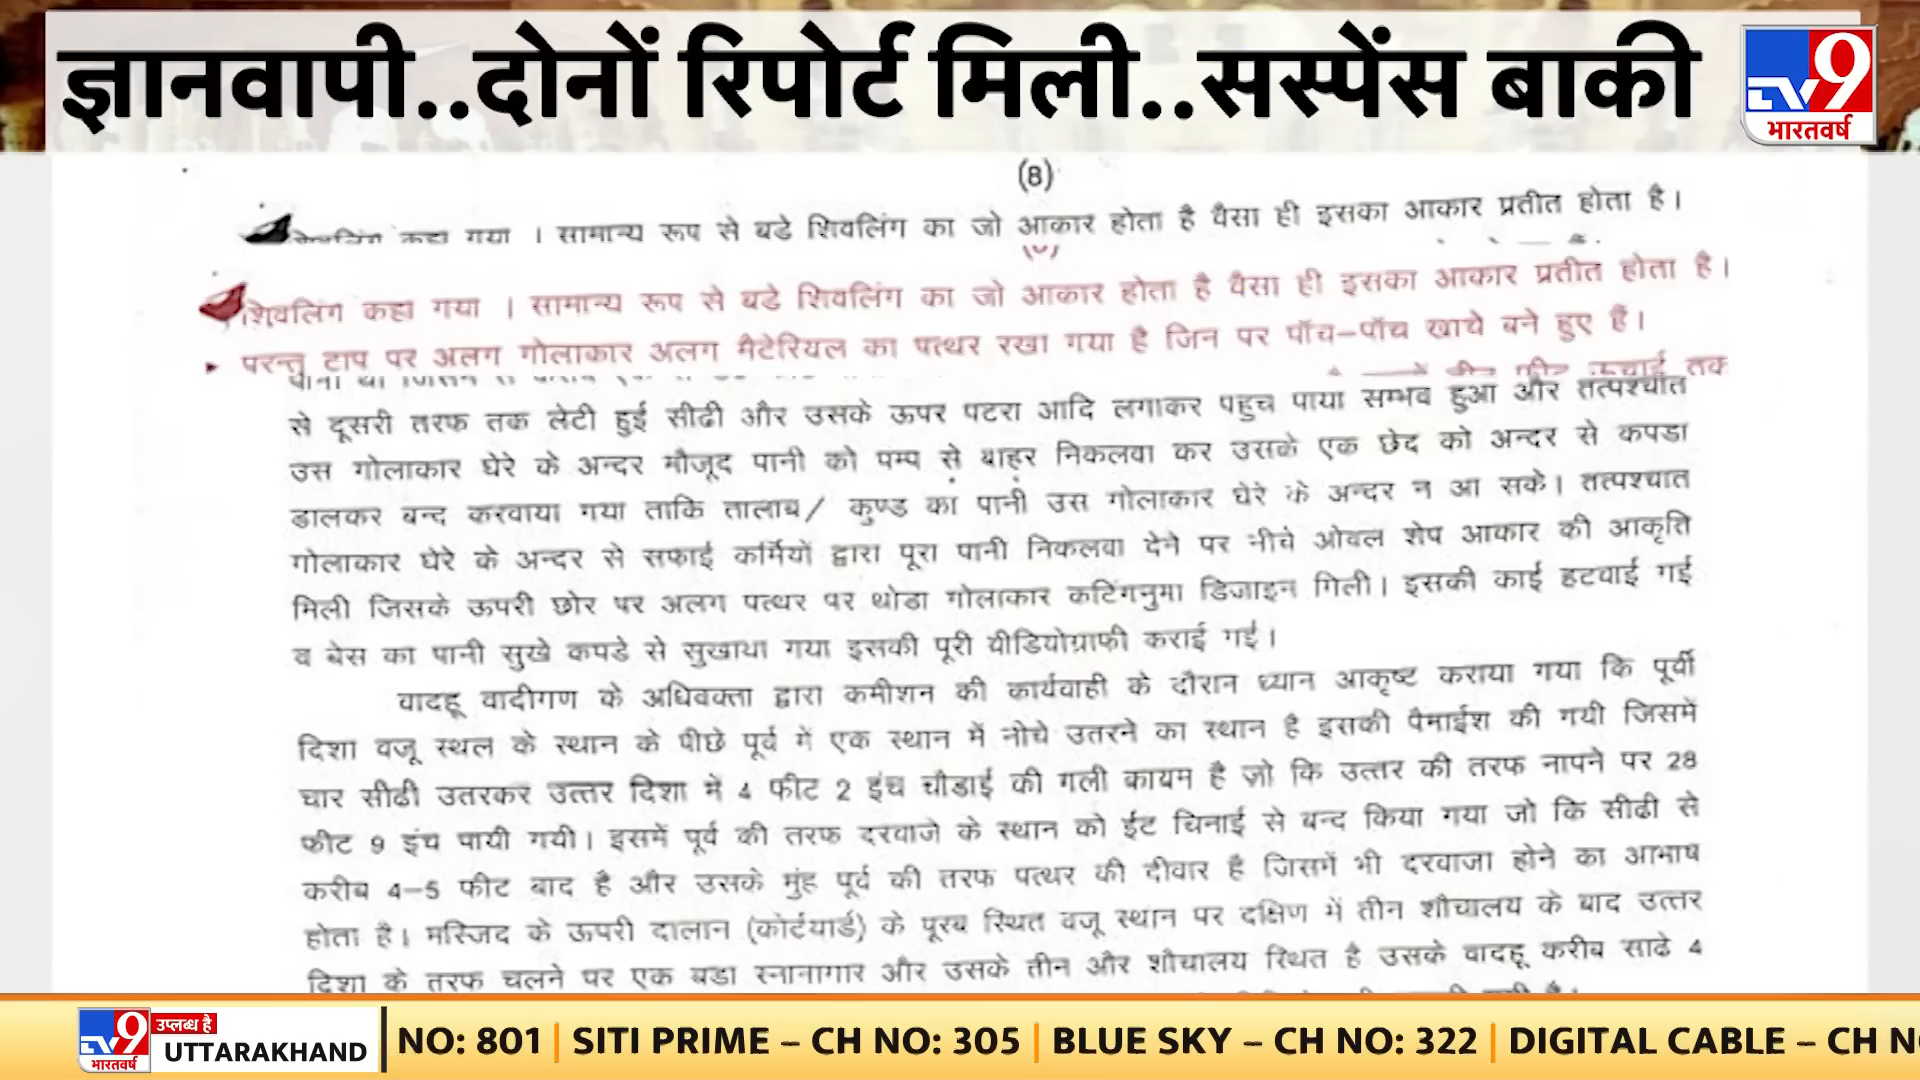 ज्ञानवापी..दोनों रिपोर्ट मिली..सस्पेंस बाकी
TV9
भारतवर्ष
(8)
शिवलिंग कहा गया । सामान्य रूप से बडे शिवलिंग का जो आकार होता है वैसा ही इसका आकार प्रतीत होता है।
शिवलिंग कहा गया । सामान्य रूप से बडे शिवलिंग का जो आकार होता है वैसा ही इसका आकार प्रतीत होता है।
परन्तु टाप पर अलग गोलाकार अलग मैटेरियल का पत्थर रखा गया है जिन पर पॉच-पॉच खाचे बने हुए हैं।
तक
से दूसरी तरफ तक लेटी हुई सीढी और उसके ऊपर पटरा आदि लगाकर पहुच पाया सम्भव हुआ और तत्पश्चात
उस गोलाकार घेरे के अन्दर मौजूद पानी को पम्प से बाहर निकलवा कर उसके एक छेद को अन्दर से कपडा
डालकर बन्द करवाया गया ताकि तालाब/ कुण्ड का पानी उस गोलाकार घेरे के अन्दर न आ सके। तत्पश्चात
गोलाकार घेरे के अन्दर से सफाई कर्मियों द्वारा पूरा पानी निकलवा देने पर नीचे ओवल शेप आकार की आकृति
मिली जिसके ऊपरी छोर पर अलग पत्थर पर थोडा गोलाकार कटिंगनुमा डिजाइन मिली। इसकी काई हटवाई गई
व बेस का पानी सुखे कपडे से सुखाया गया इसकी पूरी वीडियोग्राफी कराई गई।
वादहू वादीगण के अधिवक्ता द्वारा कमीशन की कार्यवाही के दौरान ध्यान आकृष्ट कराया गया कि पूर्वी
दिशा वजू स्थल के स्थान के पीछे पूर्व में एक स्थान में नीचे उतरने का स्थान है इसकी पैमाईश की गयी जिसमें
चार सीढी उतरकर उत्तर दिशा में 4 फीट 2 इंच चौडाई की गली कायम है जो कि उत्तर की तरफ नापने पर 28
फीट 9 इंच पायी गयी। इसमें पूर्व की तरफ दरवाजे के स्थान को ईट चिनाई से बन्द किया गया जो कि सीढी से
करीब 4-5 फीट बाद है और उसके मुंह पूर्व की तरफ पत्थर की दीवार है जिसमें भी दरवाजा होने का आभाष
होता है। मस्जिद के ऊपरी दालान (कोर्टयार्ड) के पूरब स्थित वजू स्थान पर दक्षिण में तीन शौचालय के बाद उत्तर
दिशा के तरफ चलने पर एक बडा स्नानागार और उसके तीन और शौचालय स्थित है उसके वादहू करीब साढे 4
TV9 भारतवर्ष उप्लब्ध है UTTARAKHAND NO: 801 | SITI PRIME – CH NO: 305 | BLUE SKY – CH NO: 322 | DIGITAL CABLE – CH